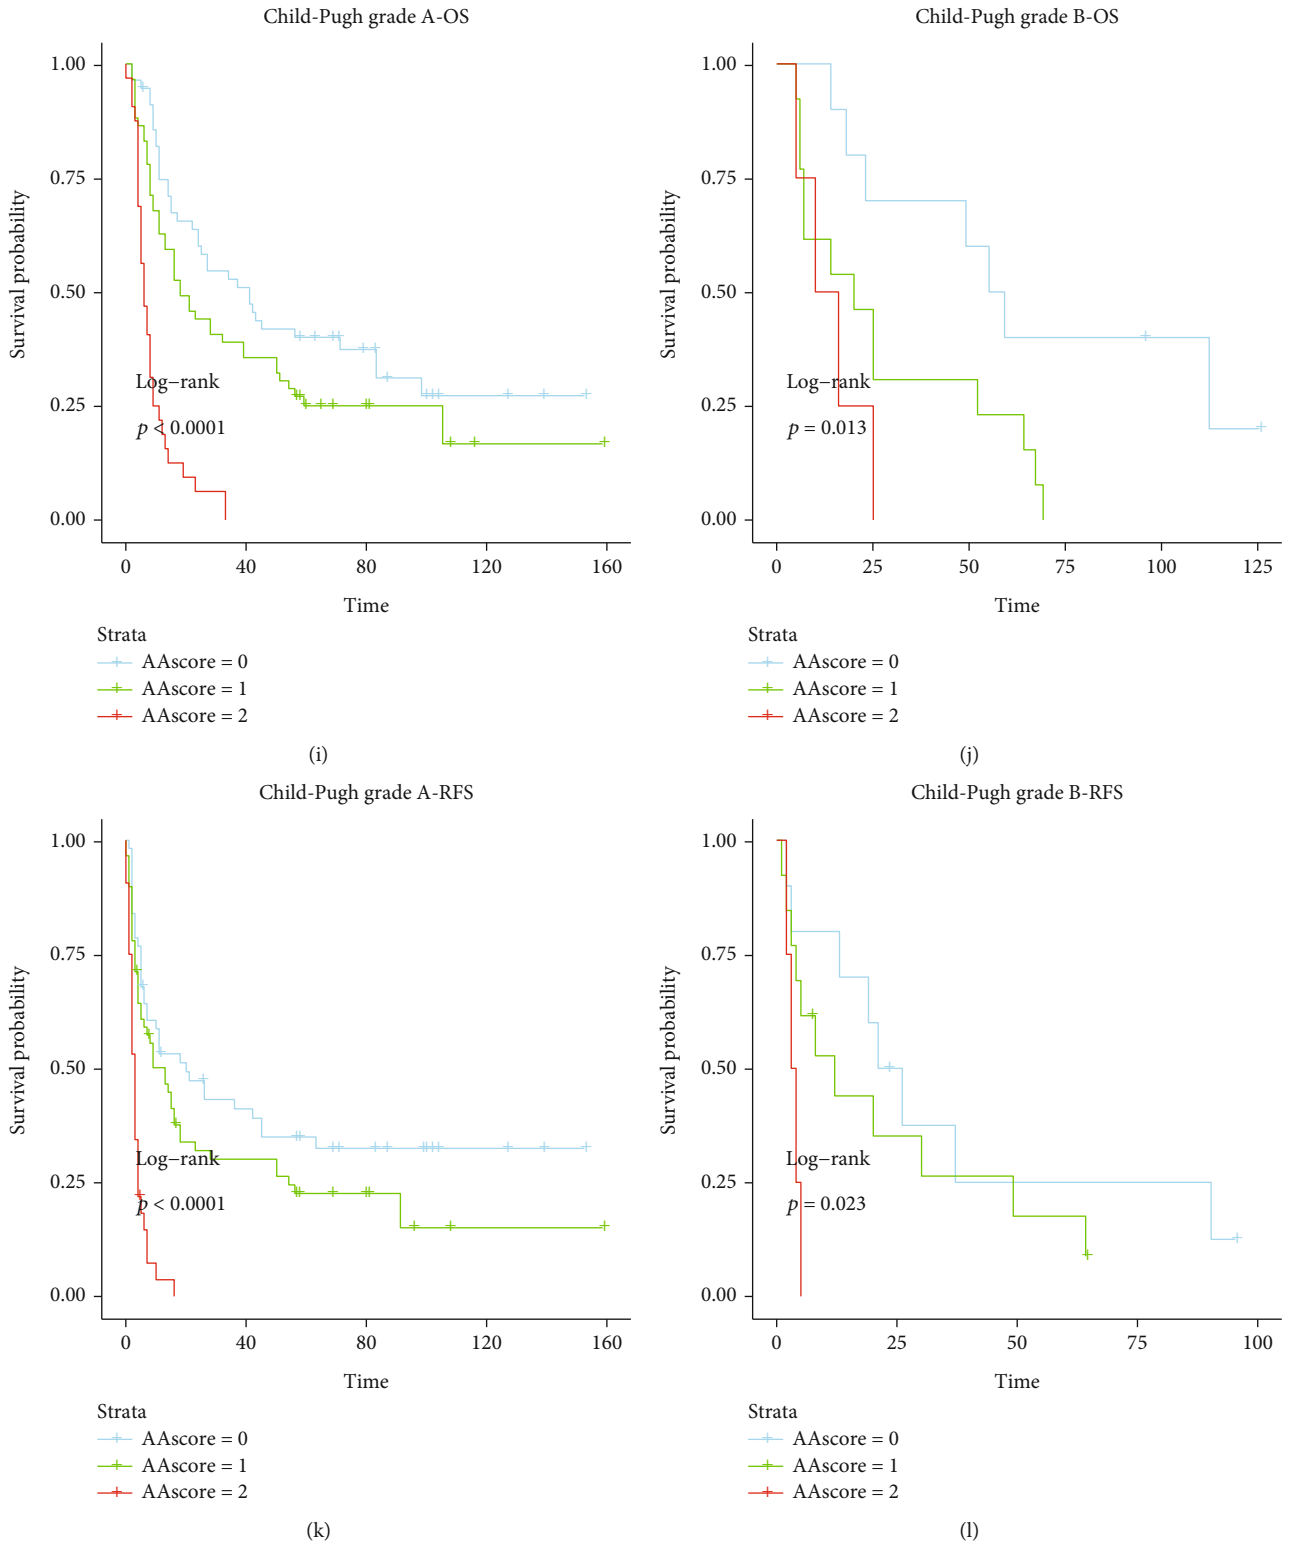 Child-Pugh grade A-OS
Survival probability
1.00
0.75
0.50
0.25
0.00
Log−rank
p < 0.0001
0 40 80 120 160
Time
Strata
AAscore = 0
AAscore = 1
AAscore = 2
(i)
Child-Pugh grade B-OS
Survival probability
1.00
0.75
0.50
0.25
0.00
Log−rank
p = 0.013
0 25 50 75 100 125
Time
Strata
AAscore = 0
AAscore = 1
AAscore = 2
(j)
Child-Pugh grade A-RFS
Survival probability
1.00
0.75
0.50
0.25
0.00
Log−rank
p < 0.0001
0 40 80 120 160
Time
Strata
AAscore = 0
AAscore = 1
AAscore = 2
(k)
Child-Pugh grade B-RFS
Survival probability
1.00
0.75
0.50
0.25
0.00
Log−rank
p = 0.023
0 25 50 75 100
Time
Strata
AAscore = 0
AAscore = 1
AAscore = 2
(l)